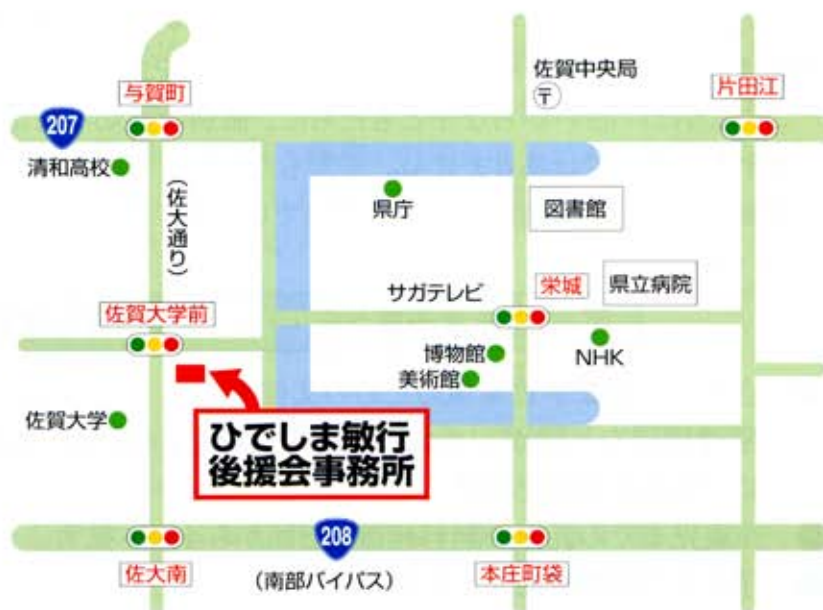 佐賀中央局
〒
与賀町
片田江
207
清和高校
(佐大通り)
県庁
図書館
サガテレビ
栄城
県立病院
佐賀大学前
博物館
NHK
美術館
佐賀大学
ひでしま敏行
後援会事務所
208
佐大南
(南部バイパス)
本庄町袋